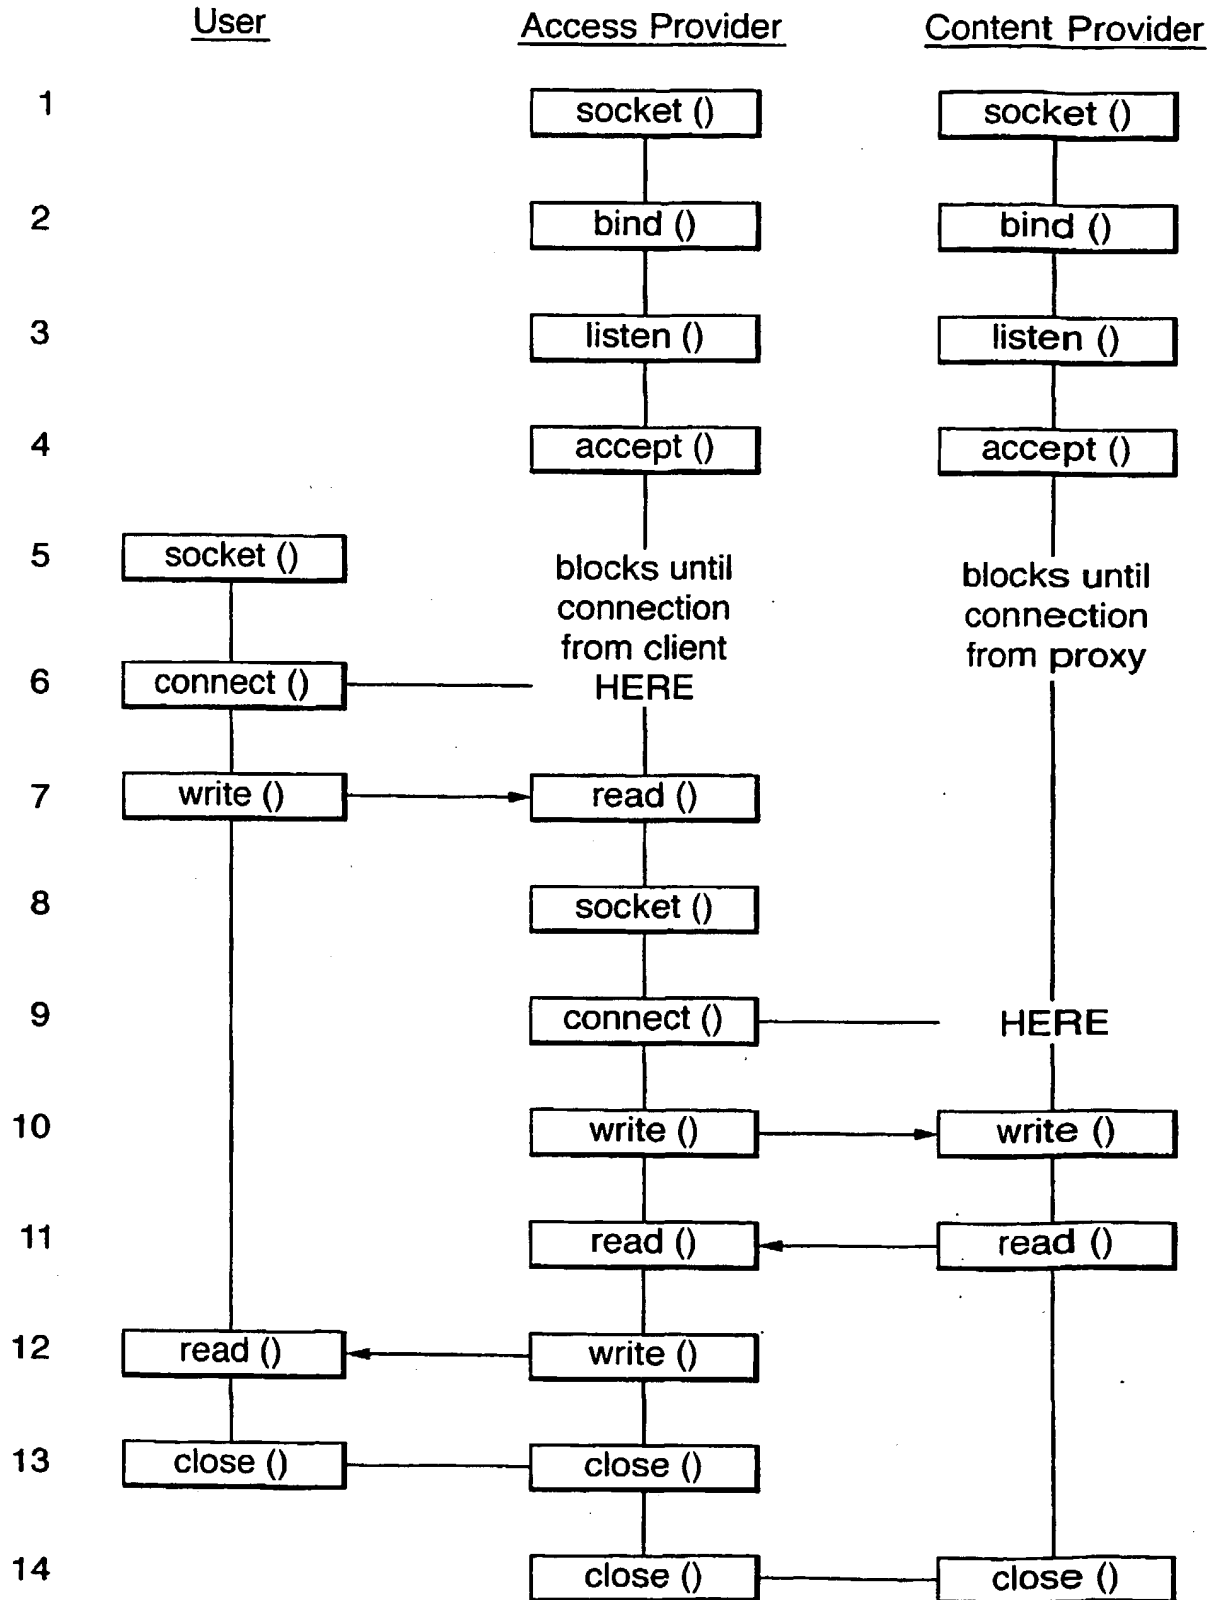 User Access Provider Content Provider
1 socket () socket ()
2 bind () bind ()
3 listen () listen ()
4 accept () accept ()
5 socket ()
blocks until
connection
from client
HERE
blocks until
connection
from proxy
6 connect ()
7 write () read ()
8 socket ()
9 connect () HERE
10 write () write ()
11 read () read ()
12 read () write ()
13 close () close ()
14 close () close ()